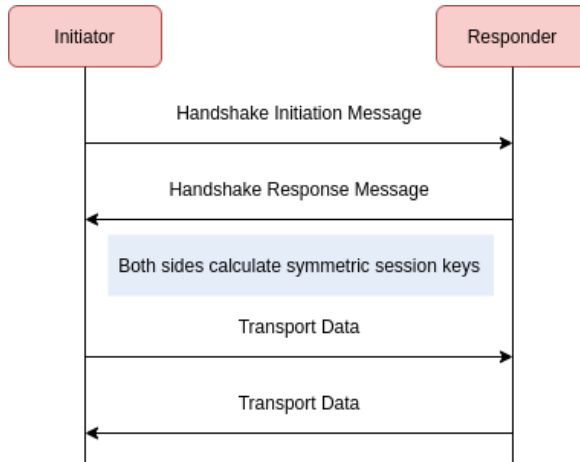 Initiator
Responder
Handshake Initiation Message
Handshake Response Message
Both sides calculate symmetric session keys
Transport Data
Transport Data